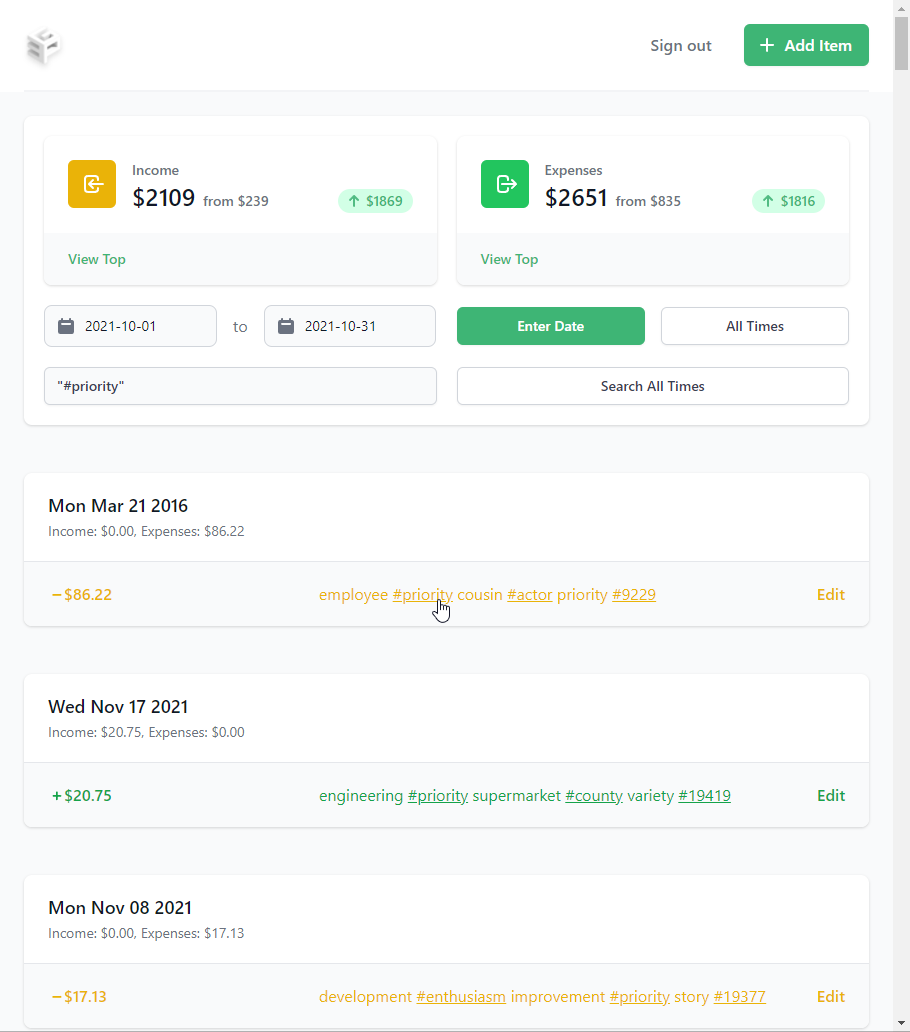 Sign out
Add Item
Income
$2109 from $239
$1869
View Top
Expenses
$2651 from $835
$1816
View Top
2021-10-01 to 2021-10-31
Enter Date
All Times
"#priority"
Search All Times
Mon Mar 21 2016
Income: $0.00, Expenses: $86.22
−$86.22 employee #priority cousin #actor priority #9229 Edit
Wed Nov 17 2021
Income: $20.75, Expenses: $0.00
+$20.75 engineering #priority supermarket #county variety #19419 Edit
Mon Nov 08 2021
Income: $0.00, Expenses: $17.13
−$17.13 development #enthusiasm improvement #priority story #19377 Edit